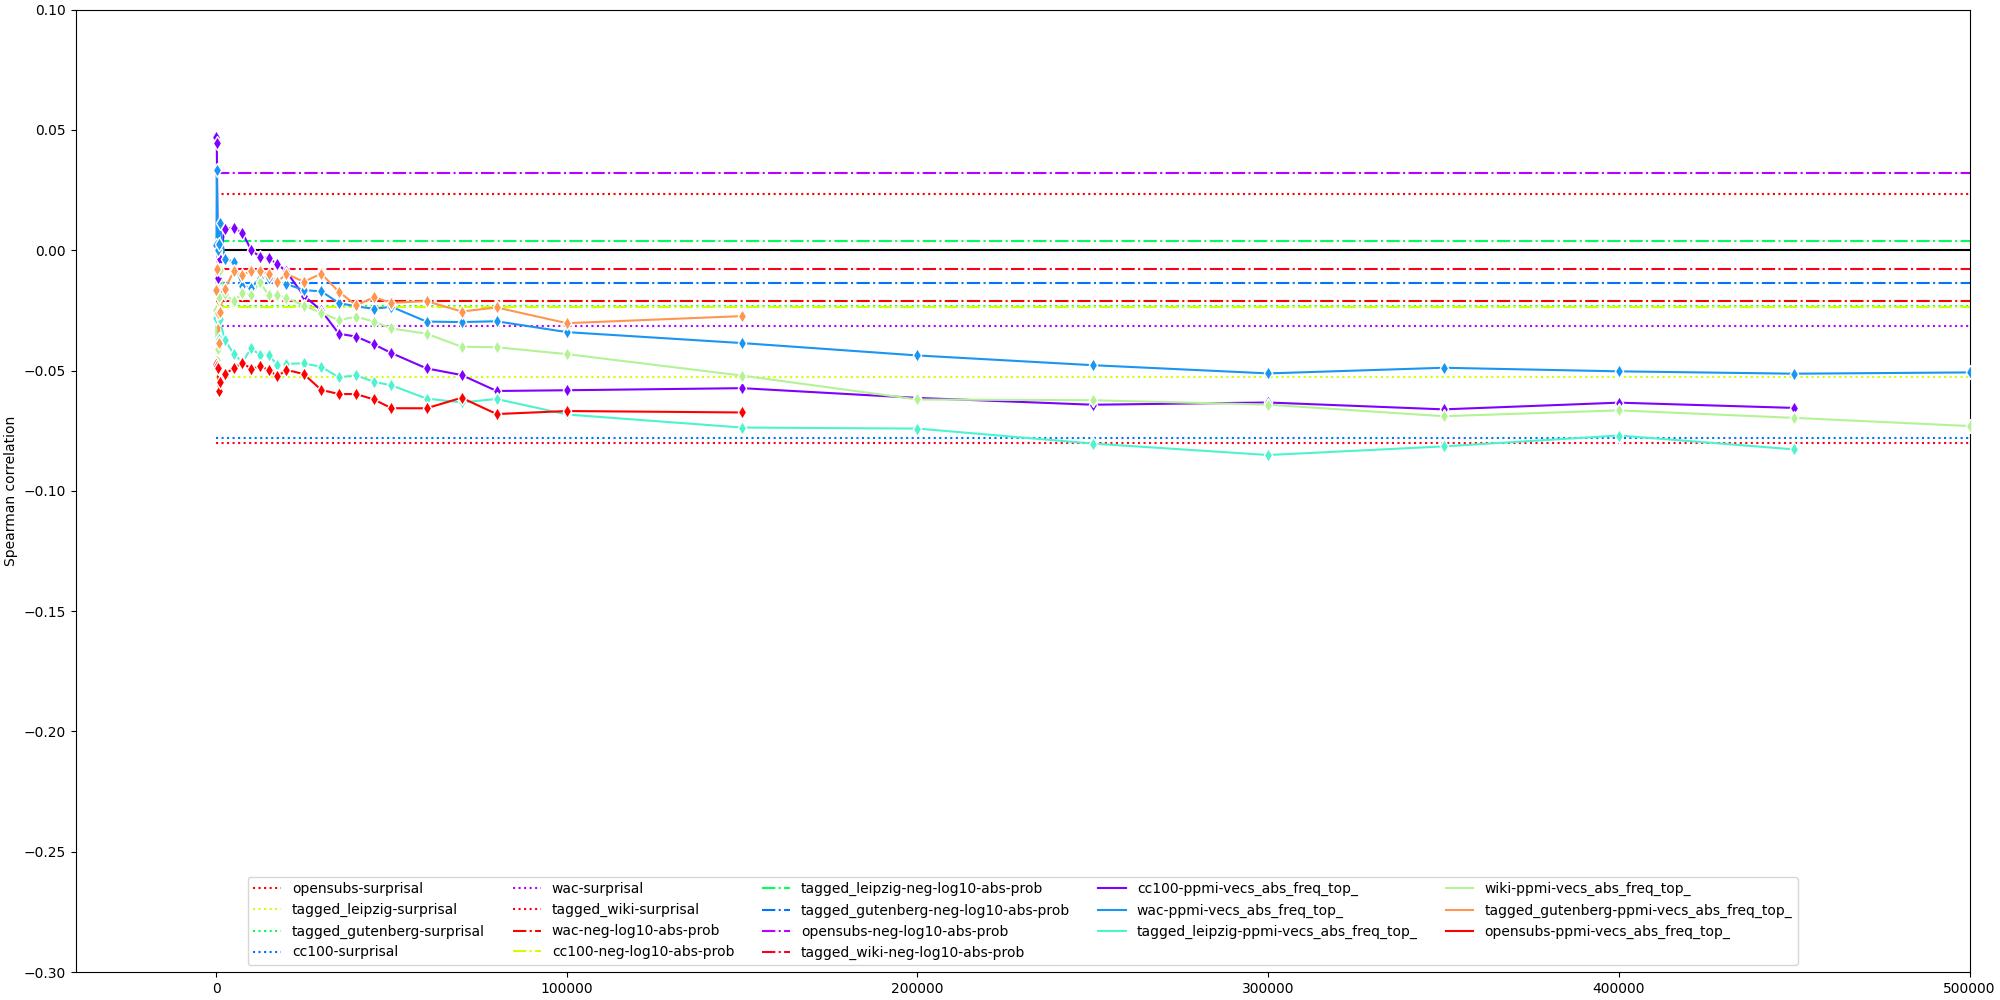 0.10
0.05
0.00
−0.05
−0.10
−0.15
−0.20
−0.25
−0.30
Spearman correlation
0
100000
200000
300000
400000
500000
opensubs-surprisal
tagged_leipzig-surprisal
tagged_gutenberg-surprisal
cc100-surprisal
wac-surprisal
tagged_wiki-surprisal
wac-neg-log10-abs-prob
cc100-neg-log10-abs-prob
tagged_leipzig-neg-log10-abs-prob
tagged_gutenberg-neg-log10-abs-prob
opensubs-neg-log10-abs-prob
tagged_wiki-neg-log10-abs-prob
cc100-ppmi-vecs_abs_freq_top_
wac-ppmi-vecs_abs_freq_top_
tagged_leipzig-ppmi-vecs_abs_freq_top_
wiki-ppmi-vecs_abs_freq_top_
tagged_gutenberg-ppmi-vecs_abs_freq_top_
opensubs-ppmi-vecs_abs_freq_top_